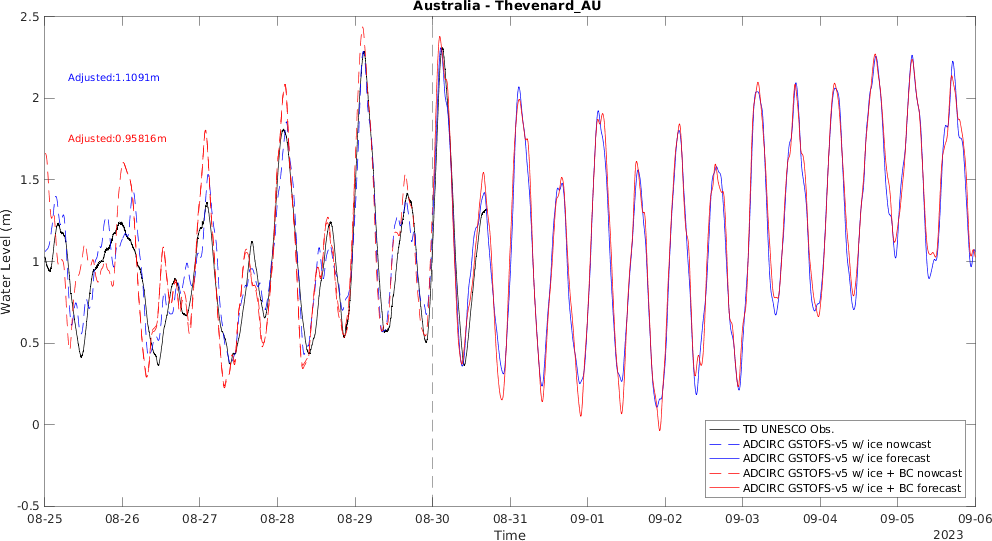 Australia - Thevenard_AU
2.5
2
1.5
1
0.5
0
-0.5
Water Level (m)
Adjusted:1.1091m
Adjusted:0.95816m
TD UNESCO Obs.
ADCIRC GSTOFS-v5 w/ ice nowcast
ADCIRC GSTOFS-v5 w/ ice forecast
ADCIRC GSTOFS-v5 w/ ice + BC nowcast
ADCIRC GSTOFS-v5 w/ ice + BC forecast
08-25 08-26 08-27 08-28 08-29 08-30 08-31 09-01 09-02 09-03 09-04 09-05 09-06
Time
2023